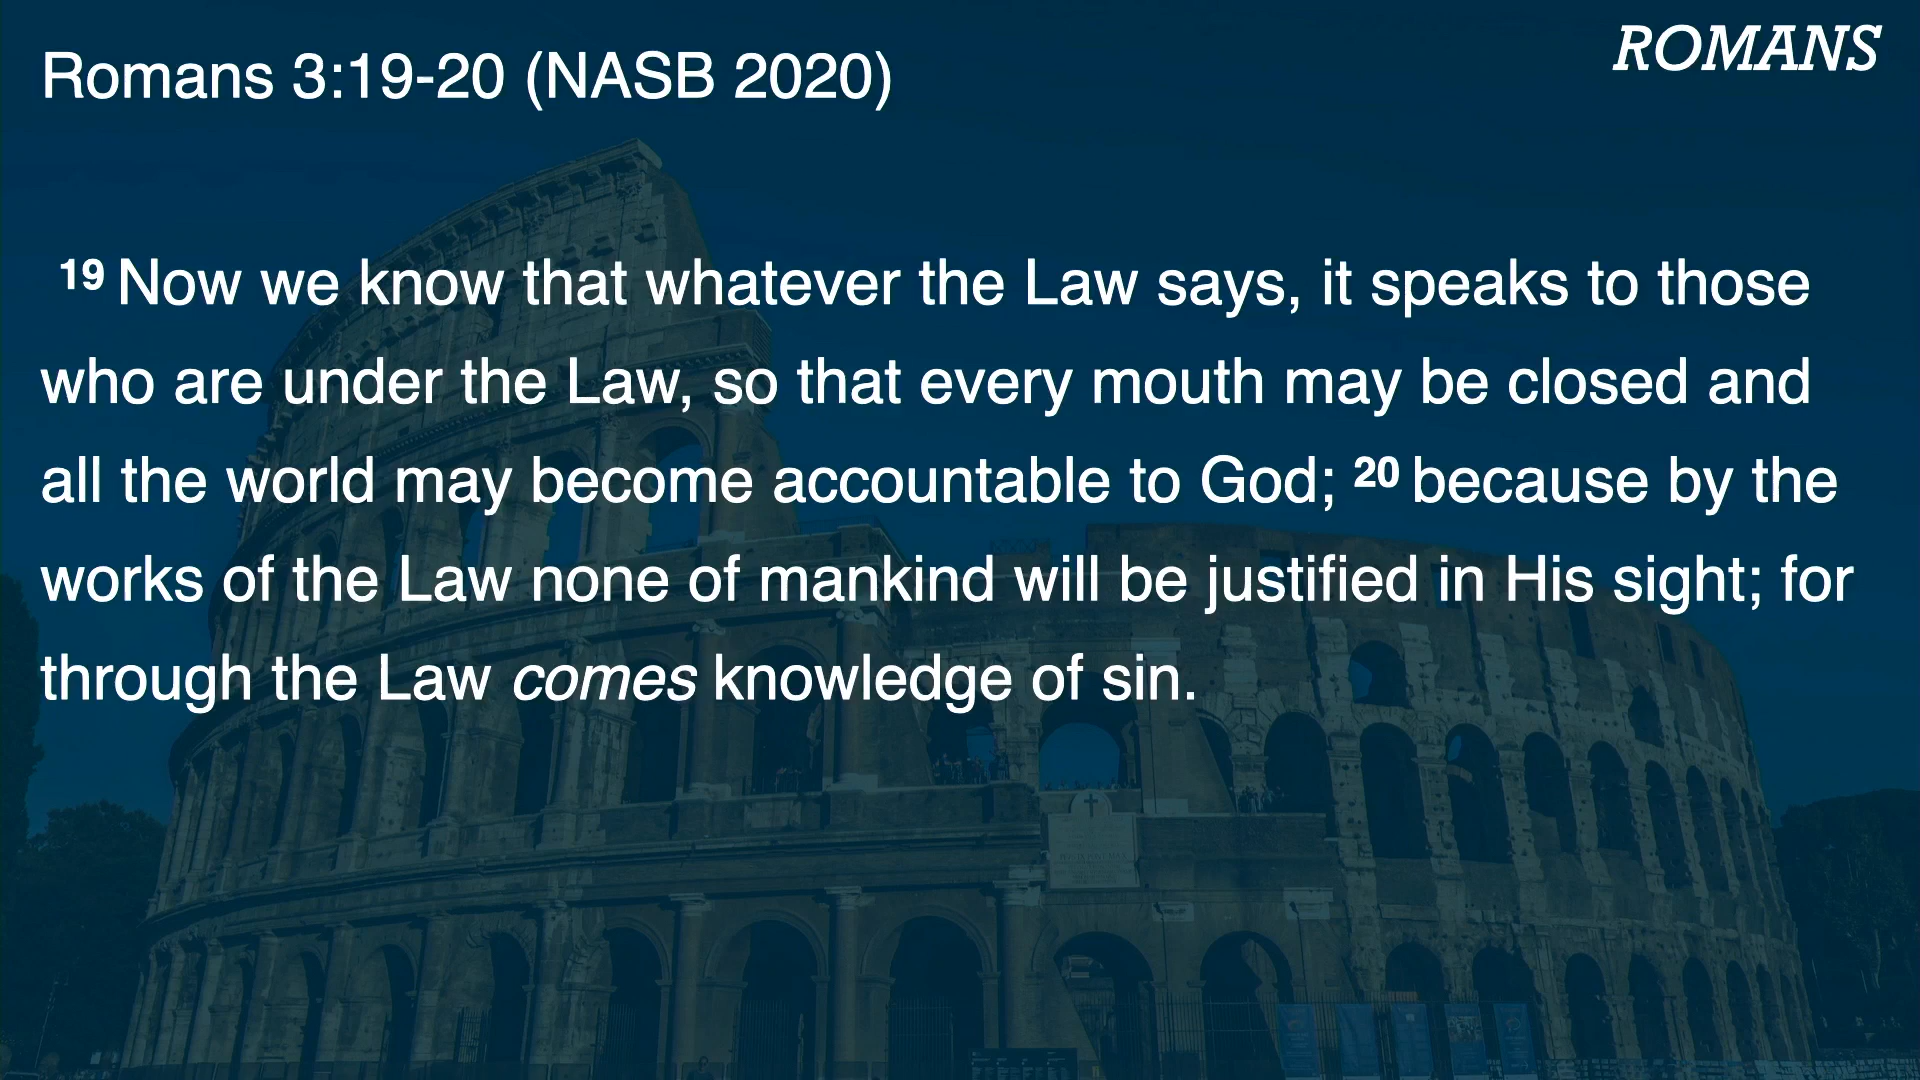 Romans 3:19-20 (NASB 2020)
ROMANS
19 Now we know that whatever the Law says, it speaks to those
who are under the Law, so that every mouth may be closed and
all the world may become accountable to God; 20 because by the
works of the Law none of mankind will be justified in His sight; for
through the Law comes knowledge of sin.